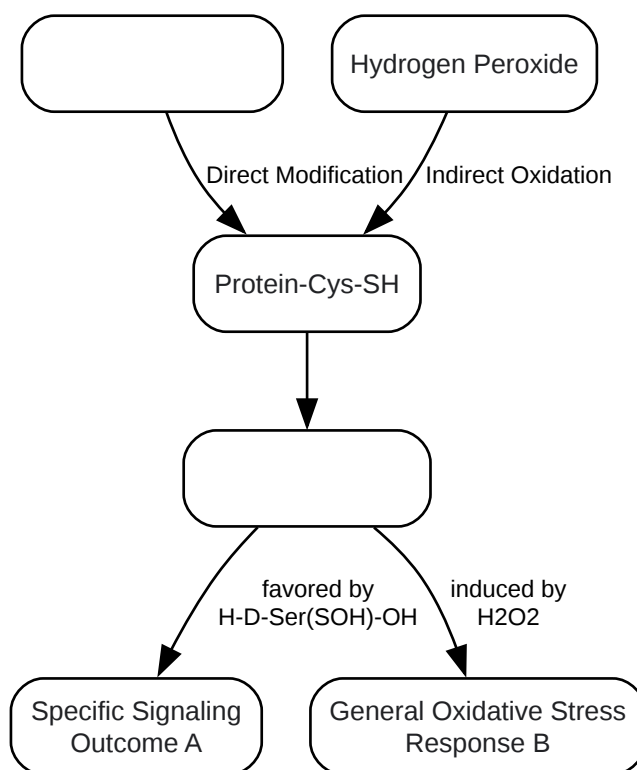 Hydrogen Peroxide
Direct Modification
Indirect Oxidation
Protein-Cys-SH
favored by
H-D-Ser(SOH)-OH
induced by
H2O2
Specific Signaling
Outcome A
General Oxidative Stress
Response B